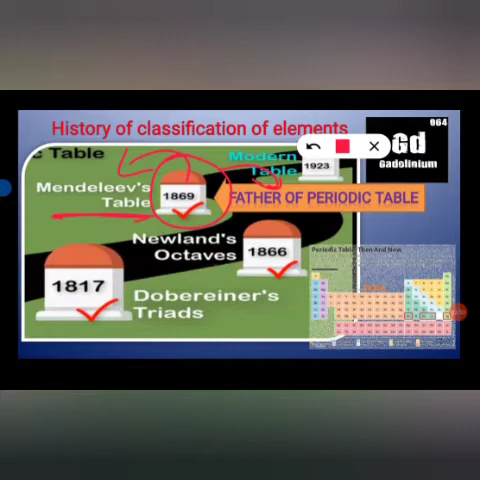 History of classification of elements
c Table
Modern
Table
1923
Mendeleev's
Table
1869
FATHER OF PERIODIC TABLE
Newland's
Octaves
1866
1817
Dobereiner's
Triads
964
Gd
Gadolinium
Periodic Table Then And Now